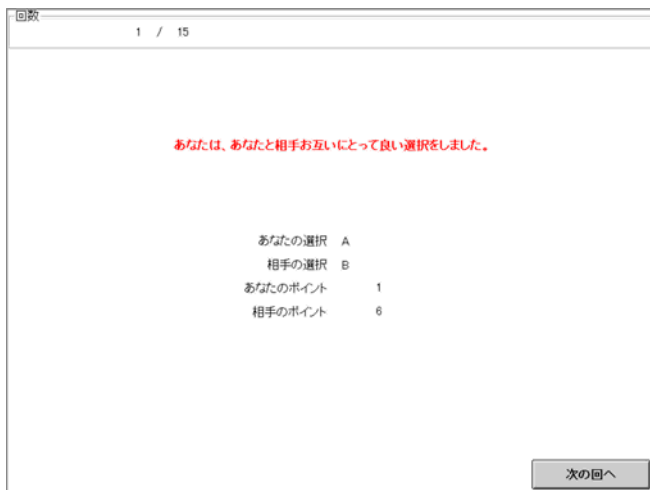 回数
1 / 15
あなたは、あなたと相手お互いにとって良い選択をしました。
あなたの選択 A
相手の選択 B
あなたのポイント 1
相手のポイント 6
次の回へ